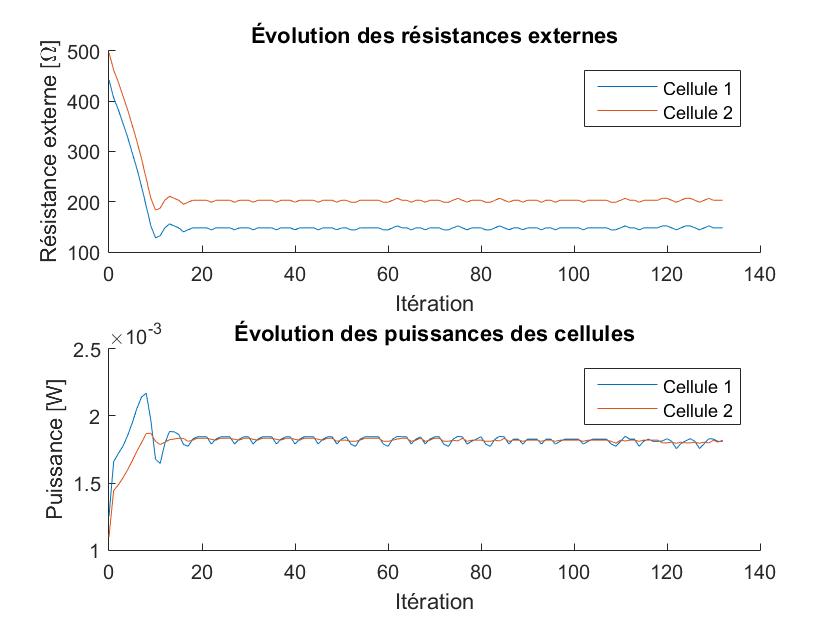 Évolution des résistances externes
Résistance externe [Ω]
500
400
300
200
100
Cellule 1
Cellule 2
0 20 40 60 80 100 120 140
Itération
Évolution des puissances des cellules
×10-3
Puissance [W]
2.5
2
1.5
1
Cellule 1
Cellule 2
0 20 40 60 80 100 120 140
Itération